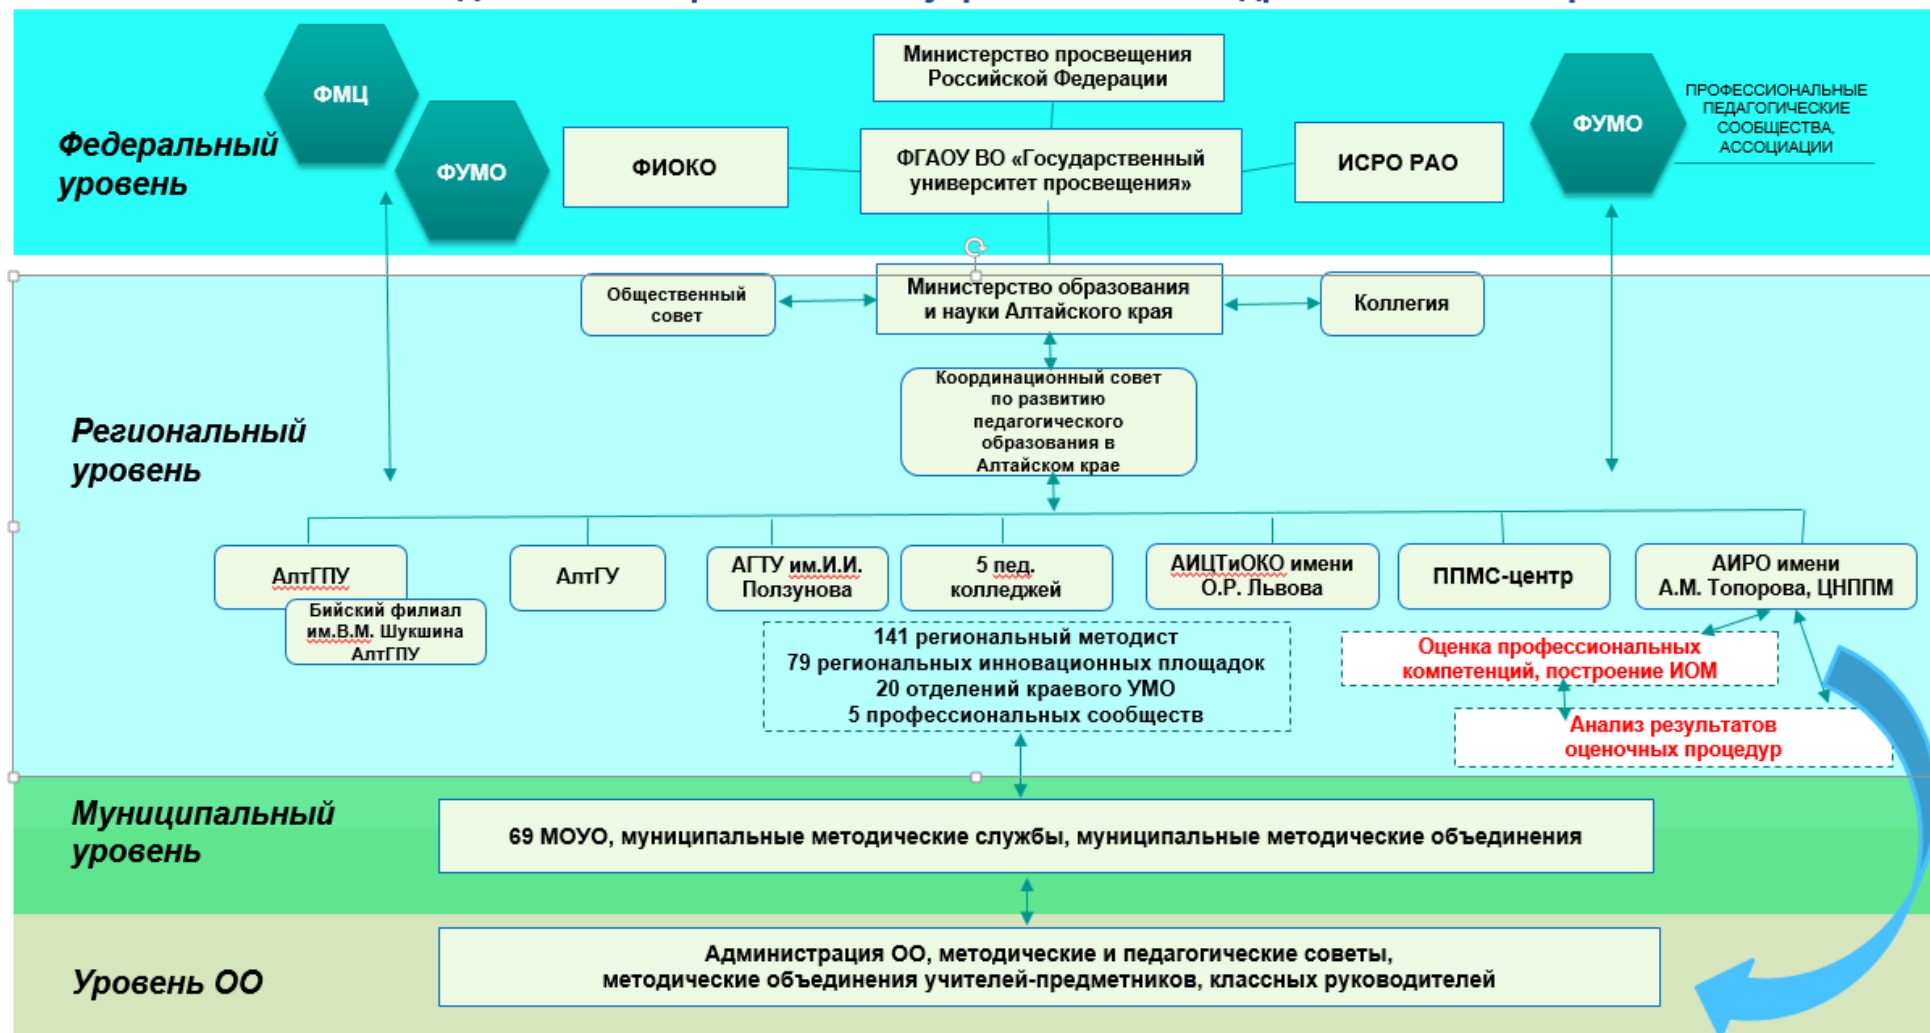 ФМЦ
ФУМО
Федеральный
уровень
ФИОКО
Министерство просвещения
Российской Федерации
ФГАОУ ВО «Государственный
университет просвещения»
ИСРО РАО
ФУМО
ПРОФЕССИОНАЛЬНЫЕ
ПЕДАГОГИЧЕСКИЕ
СООБЩЕСТВА,
АССОЦИАЦИИ
Региональный
уровень
Общественный
совет
Министерство образования
и науки Алтайского края
Коллегия
Координационный совет
по развитию
педагогического
образования в
Алтайском крае
АлтГПУ
Бийский филиал
им.В.М. Шукшина
АлтГПУ
АлтГУ
АГТУ им.И.И.
Ползунова
5 пед.
колледжей
АИЦТиОКО имени
О.Р. Львова
ППМС-центр
АИРО имени
А.М. Топорова, ЦНППМ
141 региональный методист
79 региональных инновационных площадок
20 отделений краевого УМО
5 профессиональных сообществ
Оценка профессиональных
компетенций, построение ИОМ
Анализ результатов
оценочных процедур
Муниципальный
уровень
69 МОУО, муниципальные методические службы, муниципальные методические объединения
Уровень ОО
Администрация ОО, методические и педагогические советы,
методические объединения учителей-предметников, классных руководителей